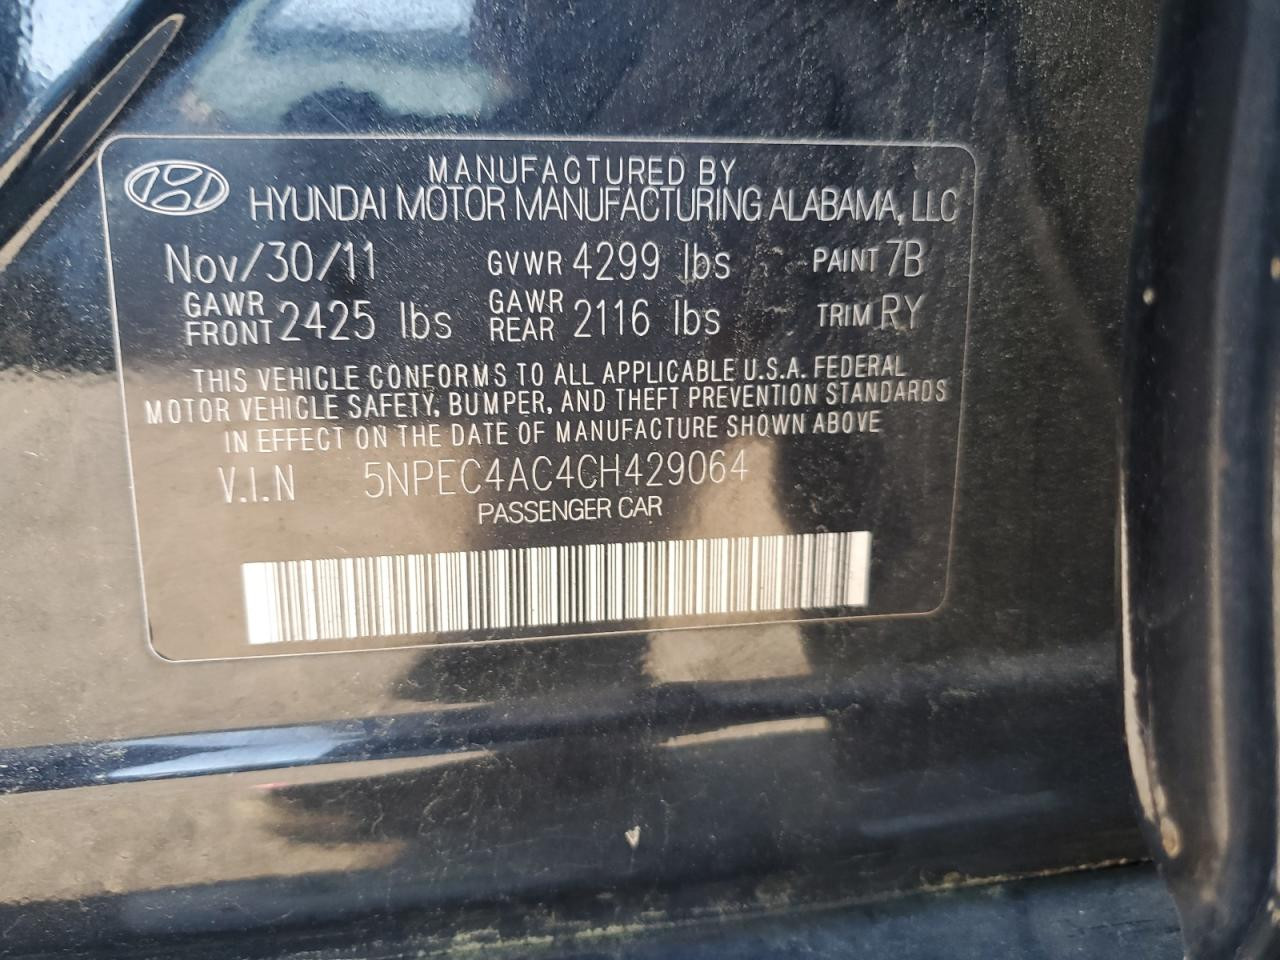 MANUFACTURED BY
HYUNDAI MOTOR MANUFACTURING ALABAMA, LLC
Nov/30/11 GVWR 4299 lbs PAINT 7B
GAWR FRONT 2425 lbs GAWR REAR 2116 lbs TRIM RY
THIS VEHICLE CONFORMS TO ALL APPLICABLE U.S.A. FEDERAL
MOTOR VEHICLE SAFETY, BUMPER, AND THEFT PREVENTION STANDARDS
IN EFFECT ON THE DATE OF MANUFACTURE SHOWN ABOVE
V.I.N 5NPEC4AC4CH429064
PASSENGER CAR